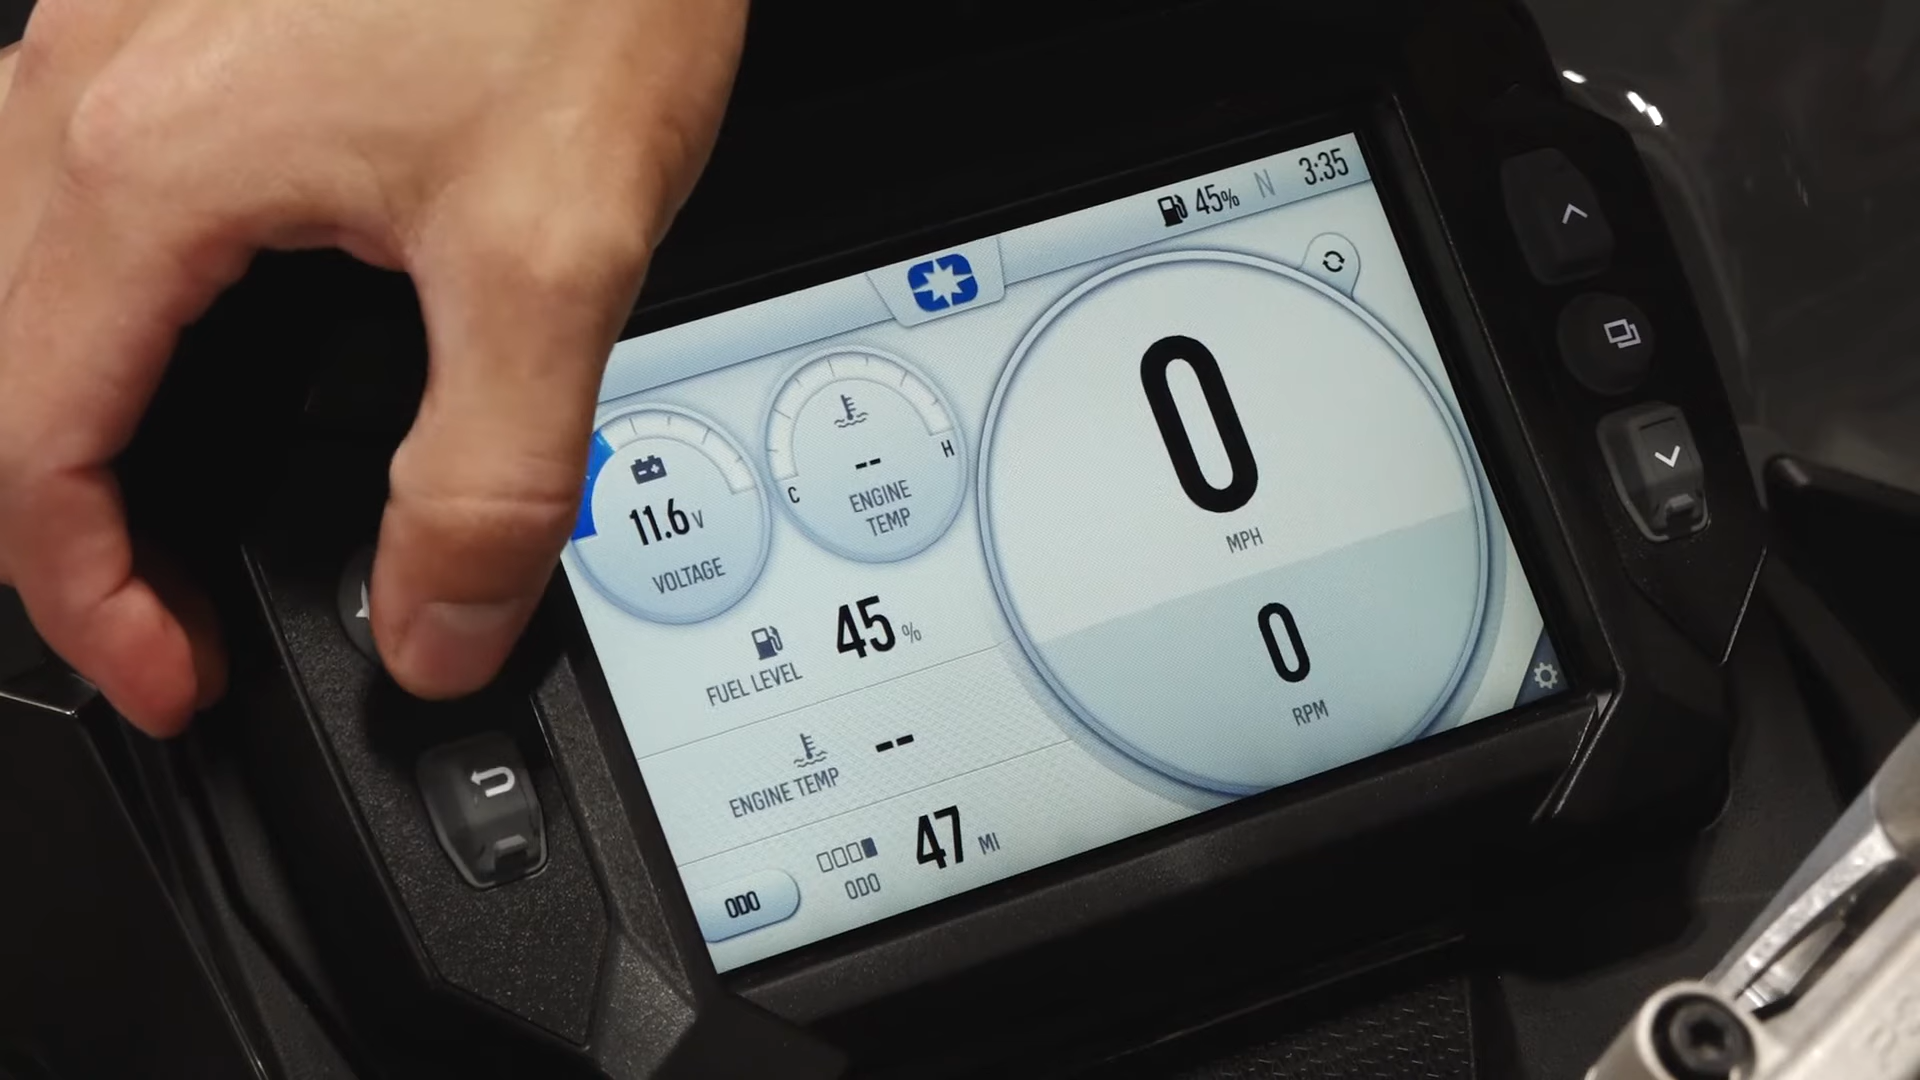 45% N 3:35
11.6 V
VOLTAGE
C H
--
ENGINE
TEMP
0
MPH
0
RPM
45 %
FUEL LEVEL
--
ENGINE TEMP
47 MI
ODO
ODO